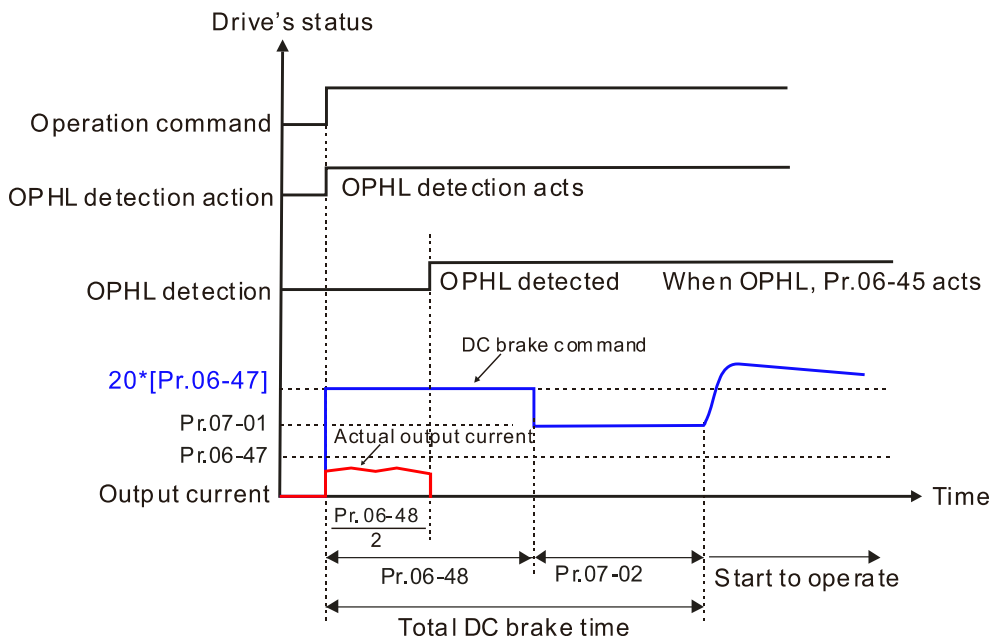 Drive's status
Operation command
OPHL detection action
OPHL detection acts
OPHL detection
OPHL detected
When OPHL, Pr.06-45 acts
DC brake command
20*[Pr.06-47]
Pr.07-01
Actual output current
Pr.06-47
Output current
Time
Pr.06-48
2
Pr.06-48
Pr.07-02
Start to operate
Total DC brake time